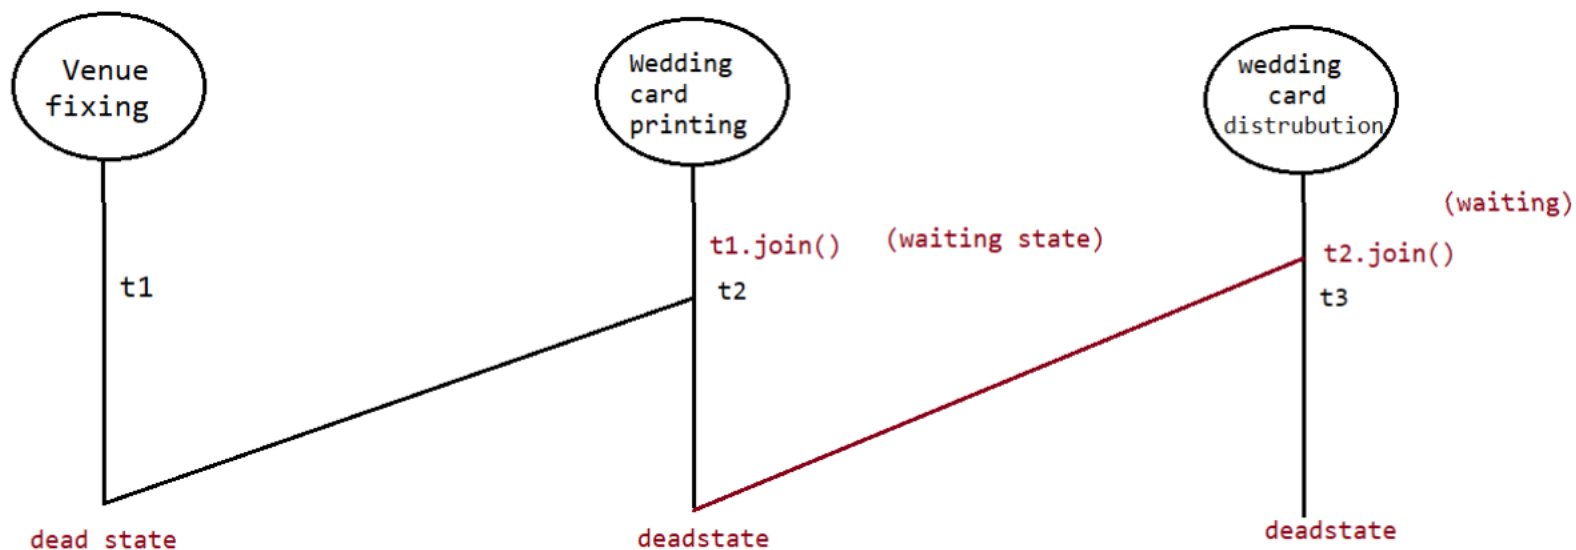 Venue
fixing
Wedding
card
printing
wedding
card
distrubution
(waiting)
t1.join()
(waiting state)
t2.join()
t1
t2
t3
dead state
deadstate
deadstate